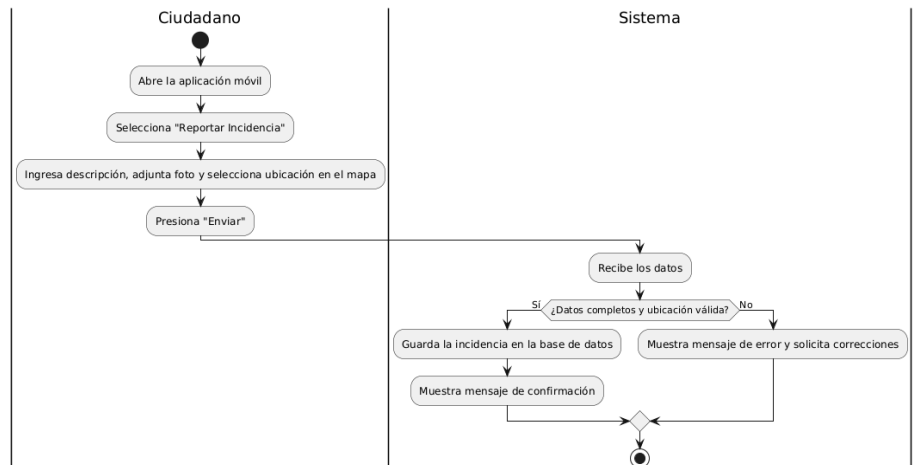 Ciudadano
Sistema
Abre la aplicación móvil
Selecciona "Reportar Incidencia"
Ingresa descripción, adjunta foto y selecciona ubicación en el mapa
Presiona "Enviar"
Recibe los datos
¿Datos completos y ubicación válida?
Sí
No
Guarda la incidencia en la base de datos
Muestra mensaje de error y solicita correcciones
Muestra mensaje de confirmación